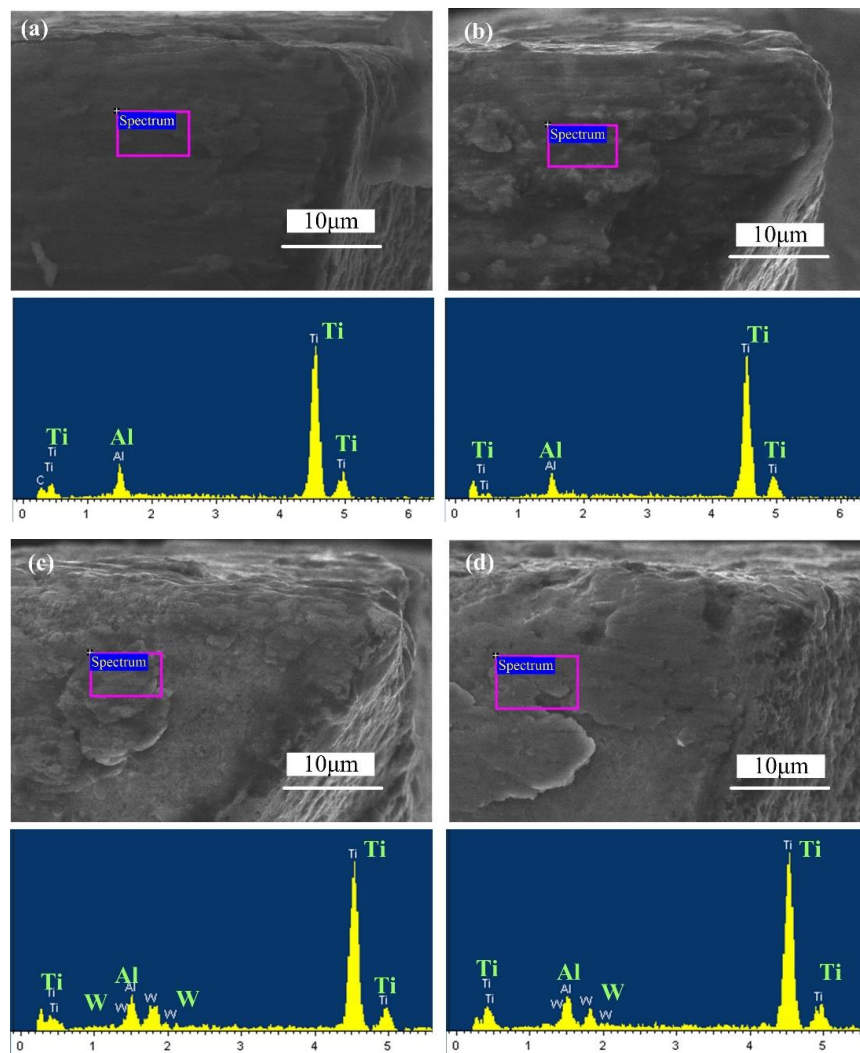 (a)
Spectrum
10μm
(b)
Spectrum
10μm
Ti
Ti
Ti
Al
Ti
Ti
Al
Ti
Ti
C
0 1 2 3 4 5 6
Ti
Ti
Ti
Al
Ti
Ti
Al
Ti
Ti
0 1 2 3 4 5 6
(c)
Spectrum
10μm
(d)
Spectrum
10μm
Ti
Ti
Ti
Al
W
W
Ti
Ti
Al
W
W
W
Ti
Ti
0 1 2 3 4 5
Ti
Ti
Ti
Al
W
Ti
Ti
Al
W
W
W
Ti
Ti
0 1 2 3 4 5